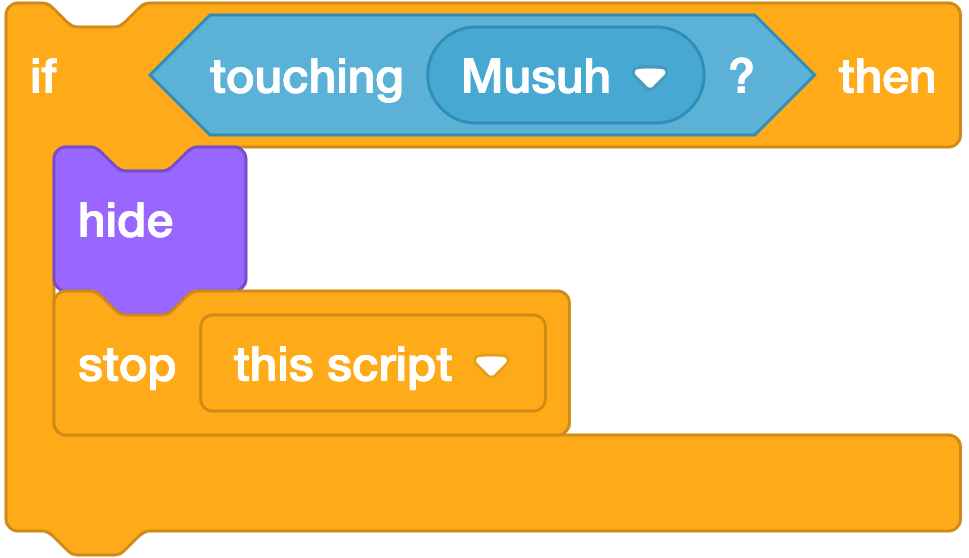 if touching Musuh ? then
hide
stop this script